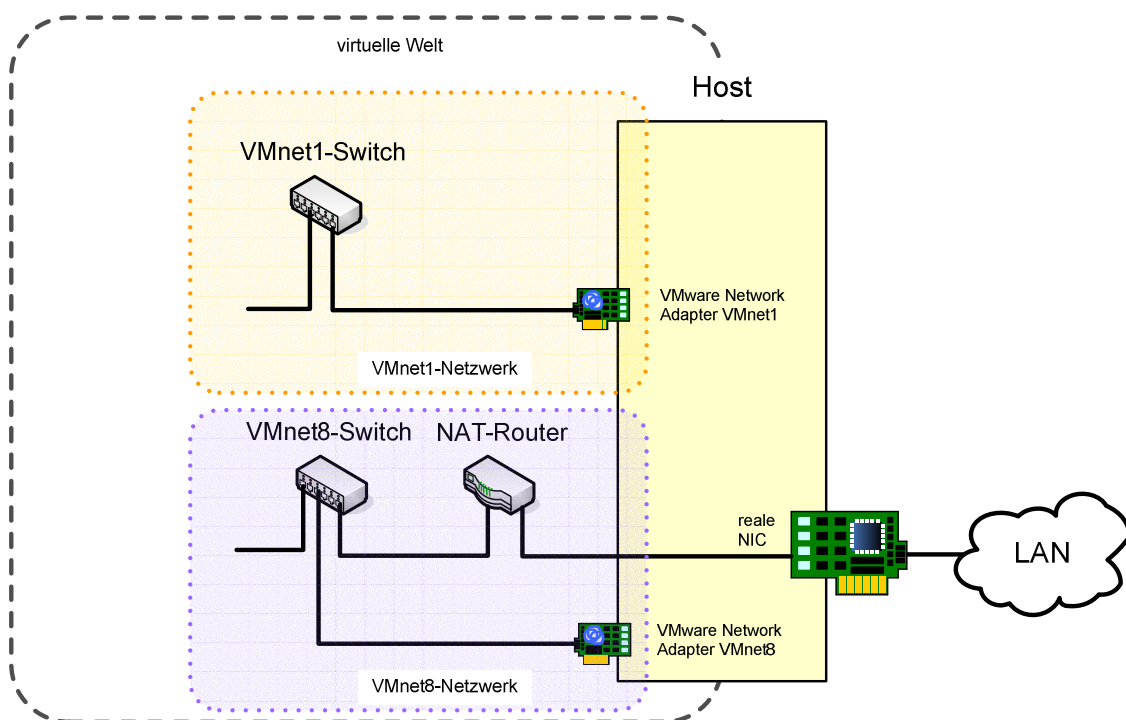 virtuelle Welt
Host
VMnet1-Switch
VMware Network
Adapter VMnet1
VMnet1-Netzwerk
VMnet8-Switch
NAT-Router
reale
NIC
LAN
VMware Network
Adapter VMnet8
VMnet8-Netzwerk